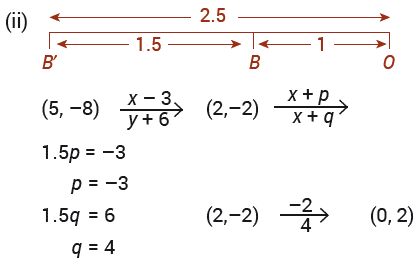 (ii)
2.5
1.5 1
B′ B O
(5, −8) x − 3 / y + 6 (2,−2) x + p / x + q
1.5p = −3
p = −3
1.5q = 6 (2,−2) −2 / 4 (0, 2)
q = 4